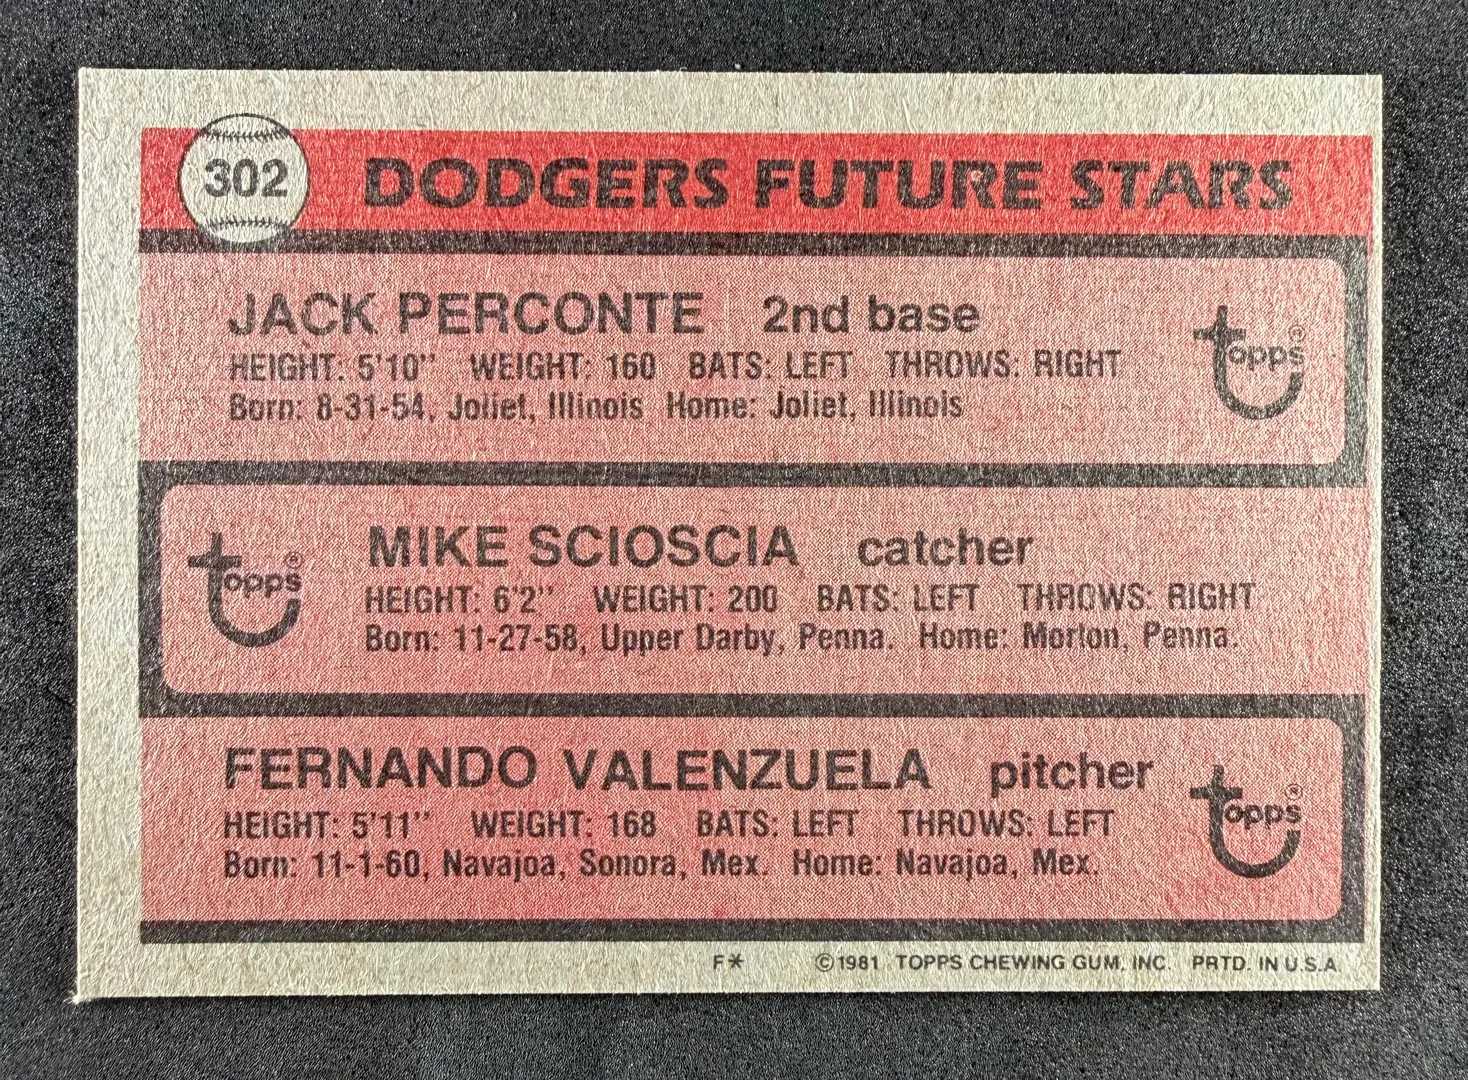 302 DODGERS FUTURE STARS
JACK PERCONTE 2nd base
HEIGHT: 5'10" WEIGHT: 160 BATS: LEFT THROWS: RIGHT
Born: 8-31-54, Joliet, Illinois Home: Joliet, Illinois
Topps®
MIKE SCIOSCIA catcher
HEIGHT: 6'2" WEIGHT: 200 BATS: LEFT THROWS: RIGHT
Born: 11-27-58, Upper Darby, Penna. Home: Morton, Penna.
Topps®
FERNANDO VALENZUELA pitcher
HEIGHT: 5'11" WEIGHT: 168 BATS: LEFT THROWS: LEFT
Born: 11-1-60, Navajoa, Sonora, Mex. Home: Navajoa, Mex.
Topps®
F* ©1981 TOPPS CHEWING GUM, INC. PRTD. IN U.S.A.